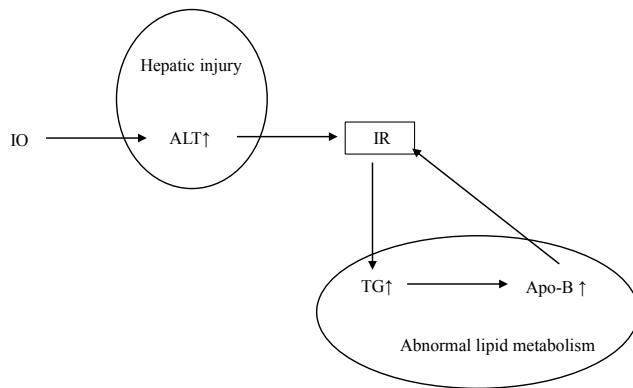 Hepatic injury
IO
ALT↑
IR
TG↑
Apo-B ↑
Abnormal lipid metabolism